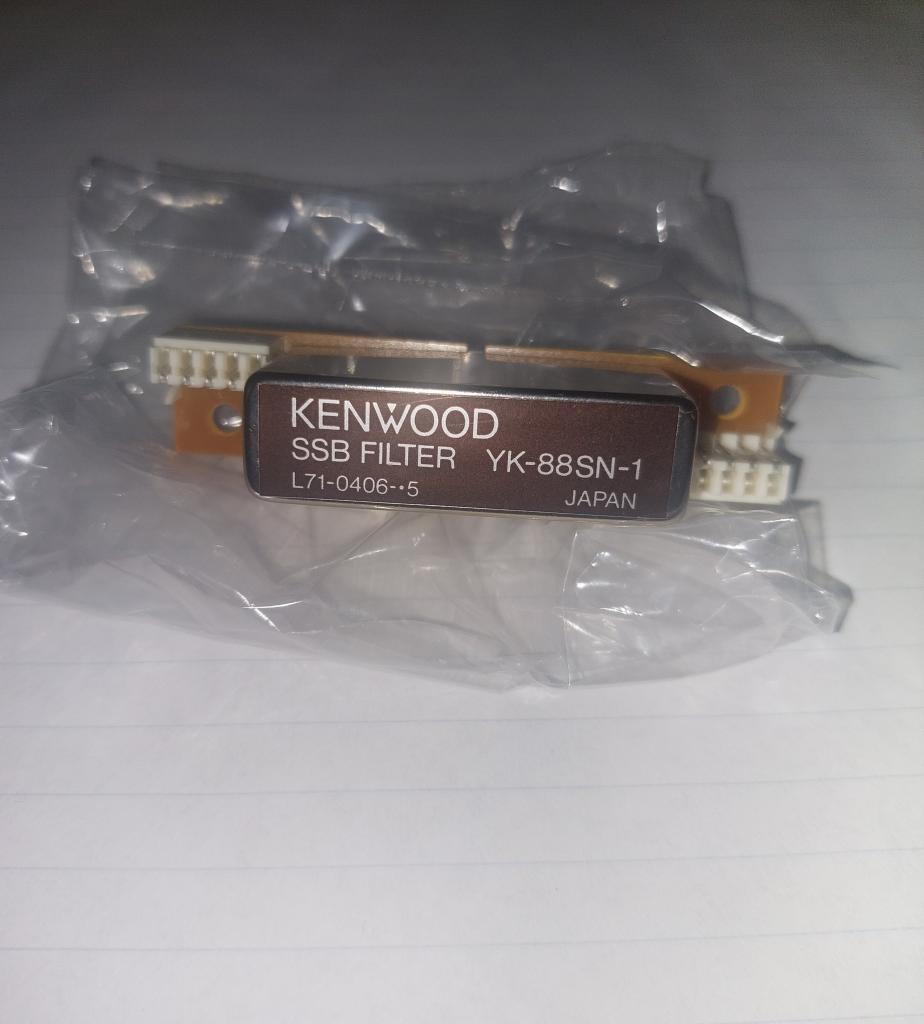 KENWOOD
SSB FILTER YK-88SN-1
L71-0406-•5
JAPAN